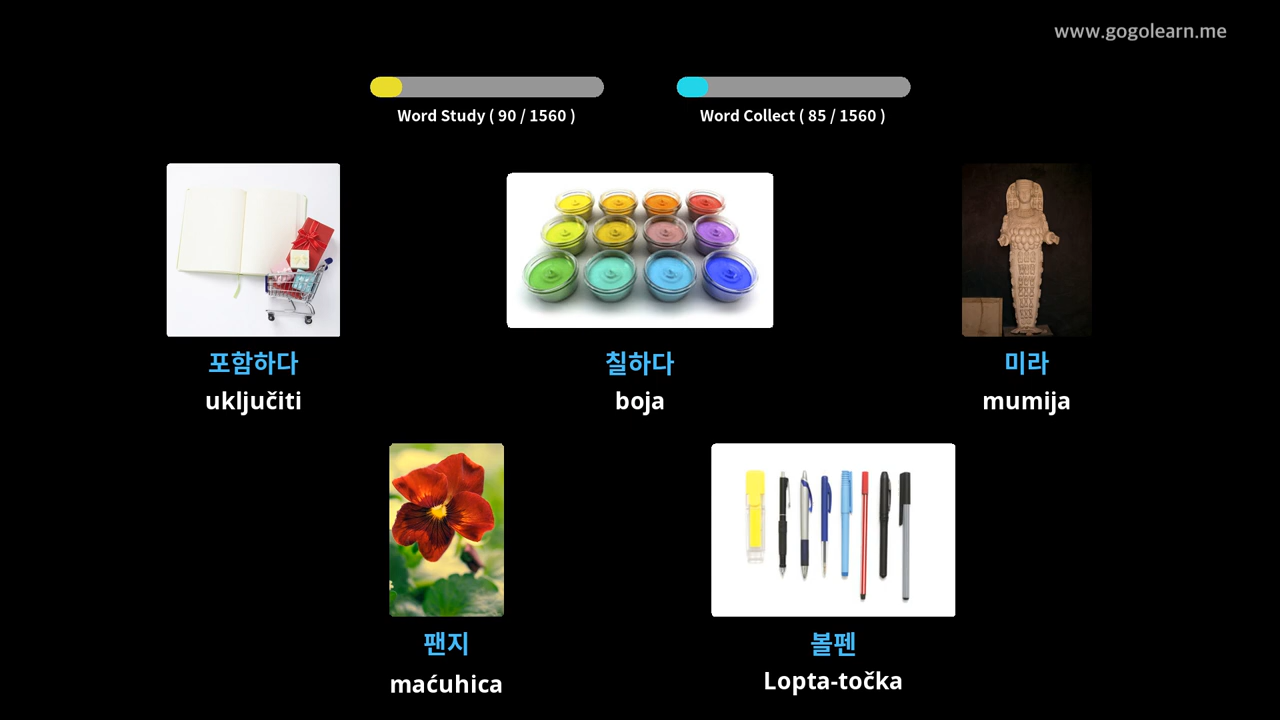 www.gogolearn.me
Word Study ( 90 / 1560 )
Word Collect ( 85 / 1560 )
포함하다
uključiti
칠하다
boja
미라
mumija
팬지
maćuhica
볼펜
Lopta-točka